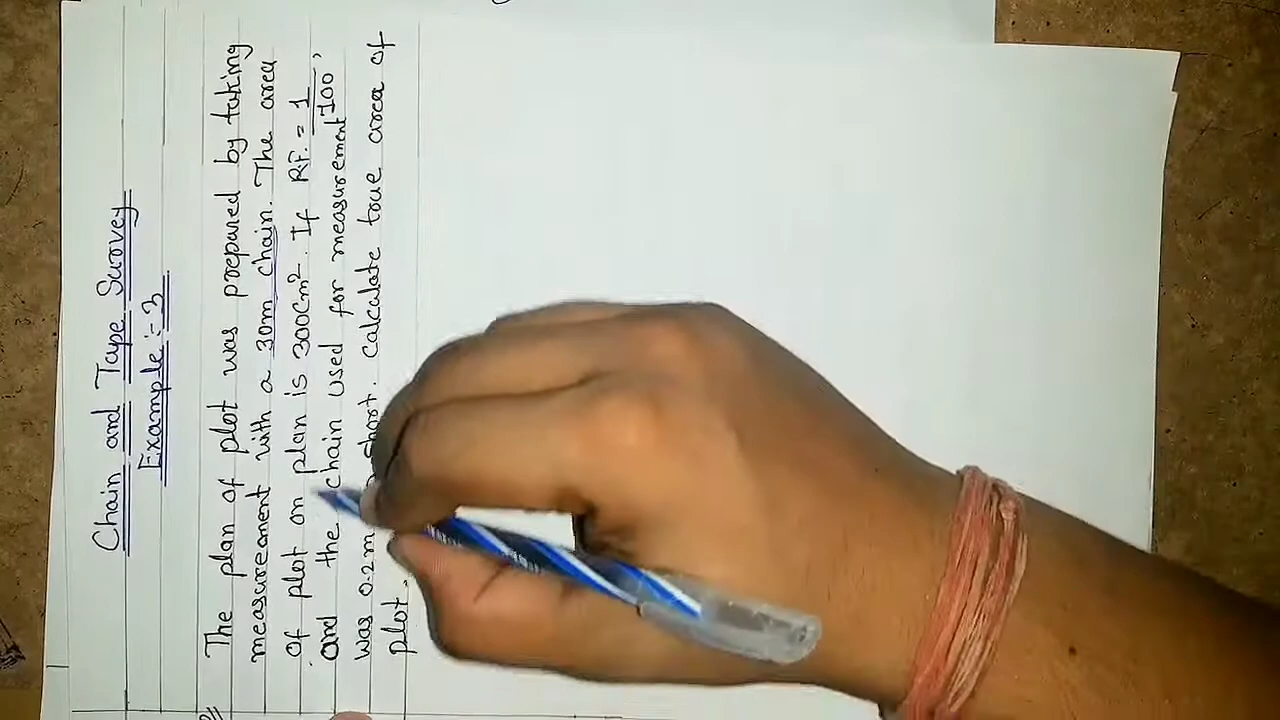 Chain and Tape Survey
Example :- 3
The plan of plot was prepared by taking
measurement with a 30m chain. The area
of plot on plan is 300cm². If RF. = 1/100,
and the chain used for measurement
was 0.2m short. calculate true area of
plot.